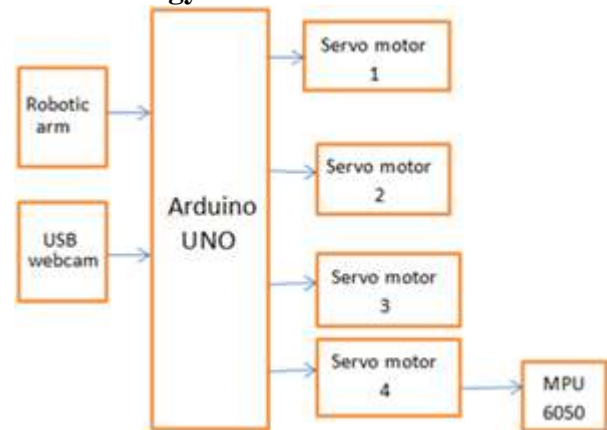 gy
Robotic
arm
USB
webcam
Arduino
UNO
Servo motor
1
Servo motor
2
Servo motor
3
Servo motor
4
MPU
6050